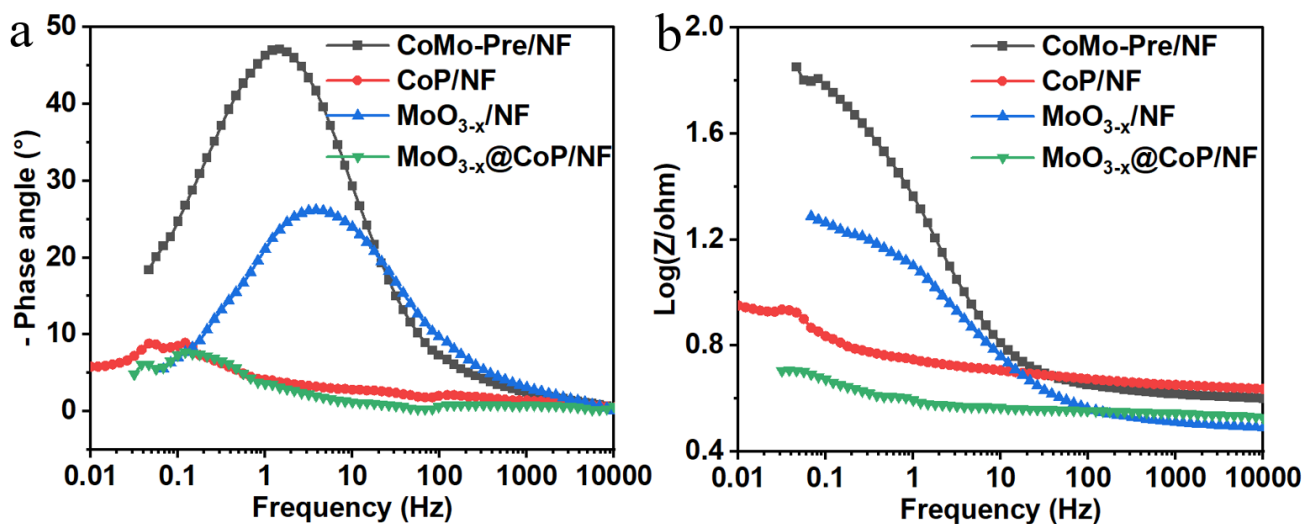 a
50
40
30
20
10
0
- Phase angle (°)
CoMo-Pre/NF
CoP/NF
MoO3-x/NF
MoO3-x@CoP/NF
0.01 0.1 1 10 100 1000 10000
Frequency (Hz)
b
2.0
1.6
1.2
0.8
0.4
Log(Z/ohm)
CoMo-Pre/NF
CoP/NF
MoO3-x/NF
MoO3-x@CoP/NF
0.01 0.1 1 10 100 1000 10000
Frequency (Hz)